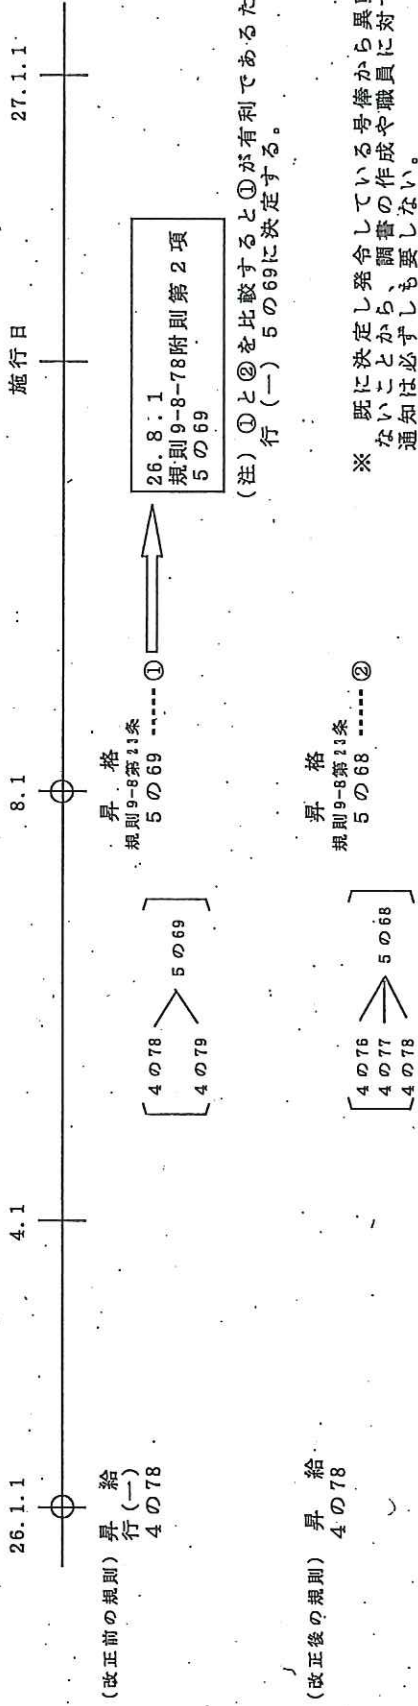 26.1.1
4.1
8.1
施行日
27.1.1
(改正前の規則)
昇 給
行(一)
4の78
4の78
4の79
5の69
昇 格
規則9-8第23条
5の69 ----- ①
26.8.1
規則9-8-78附則第2項
5の69
(注) ①と②を比較すると①が有利であるた
行(一) 5の69に決定する。
(改正後の規則)
昇 給
4の78
4の76
4の77
4の78
5の68
昇 格
規則9-8第23条
5の68 ----- ②
※ 既に決定し発令している号俸から異
ないことから、調書の作成や職員に対
通知は必ずしも要しない。